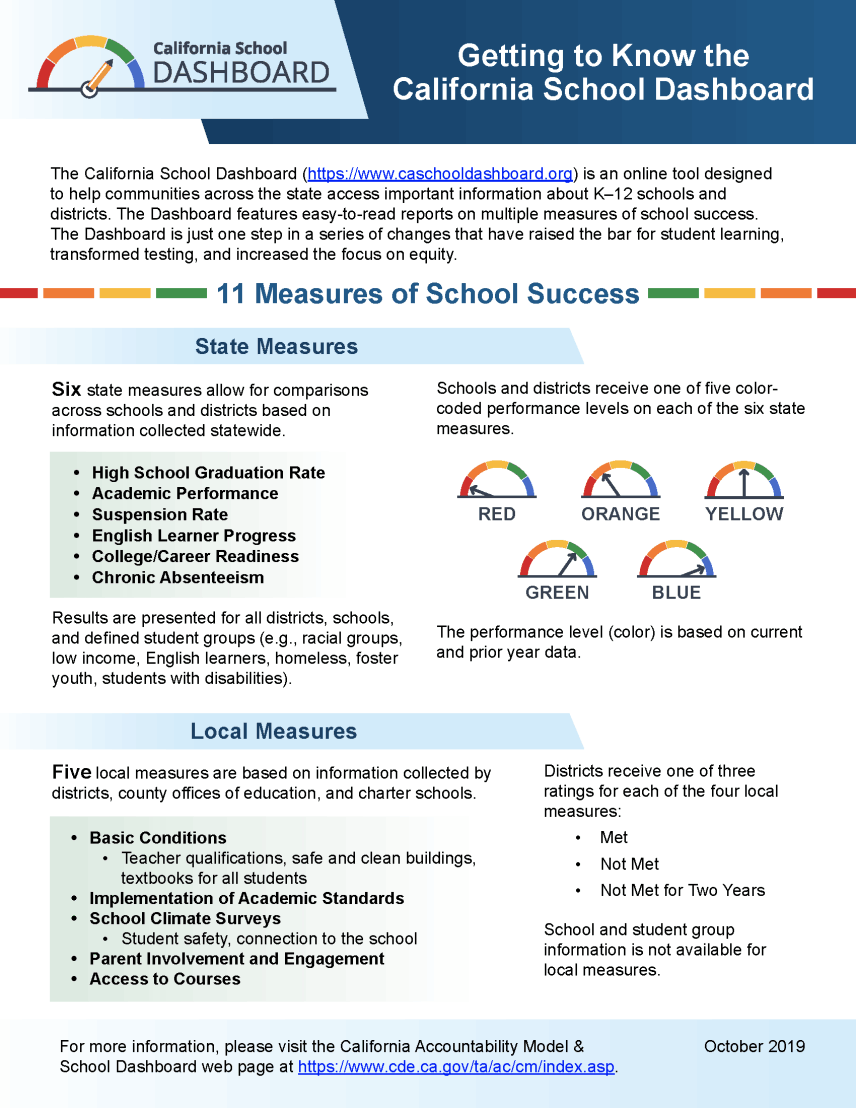 California School
DASHBOARD
Getting to Know the
California School Dashboard
The California School Dashboard (https://www.caschooldashboard.org) is an online tool designed
to help communities across the state access important information about K–12 schools and
districts. The Dashboard features easy-to-read reports on multiple measures of school success.
The Dashboard is just one step in a series of changes that have raised the bar for student learning,
transformed testing, and increased the focus on equity.
11 Measures of School Success
State Measures
Six state measures allow for comparisons
across schools and districts based on
information collected statewide.
• High School Graduation Rate
• Academic Performance
• Suspension Rate
• English Learner Progress
• College/Career Readiness
• Chronic Absenteeism
Results are presented for all districts, schools,
and defined student groups (e.g., racial groups,
low income, English learners, homeless, foster
youth, students with disabilities).
Schools and districts receive one of five color-
coded performance levels on each of the six state
measures.
RED
ORANGE
YELLOW
GREEN
BLUE
The performance level (color) is based on current
and prior year data.
Local Measures
Five local measures are based on information collected by
districts, county offices of education, and charter schools.
• Basic Conditions
• Teacher qualifications, safe and clean buildings,
textbooks for all students
• Implementation of Academic Standards
• School Climate Surveys
• Student safety, connection to the school
• Parent Involvement and Engagement
• Access to Courses
Districts receive one of three
ratings for each of the four local
measures:
• Met
• Not Met
• Not Met for Two Years
School and student group
information is not available for
local measures.
For more information, please visit the California Accountability Model &
School Dashboard web page at https://www.cde.ca.gov/ta/ac/cm/index.asp.
October 2019